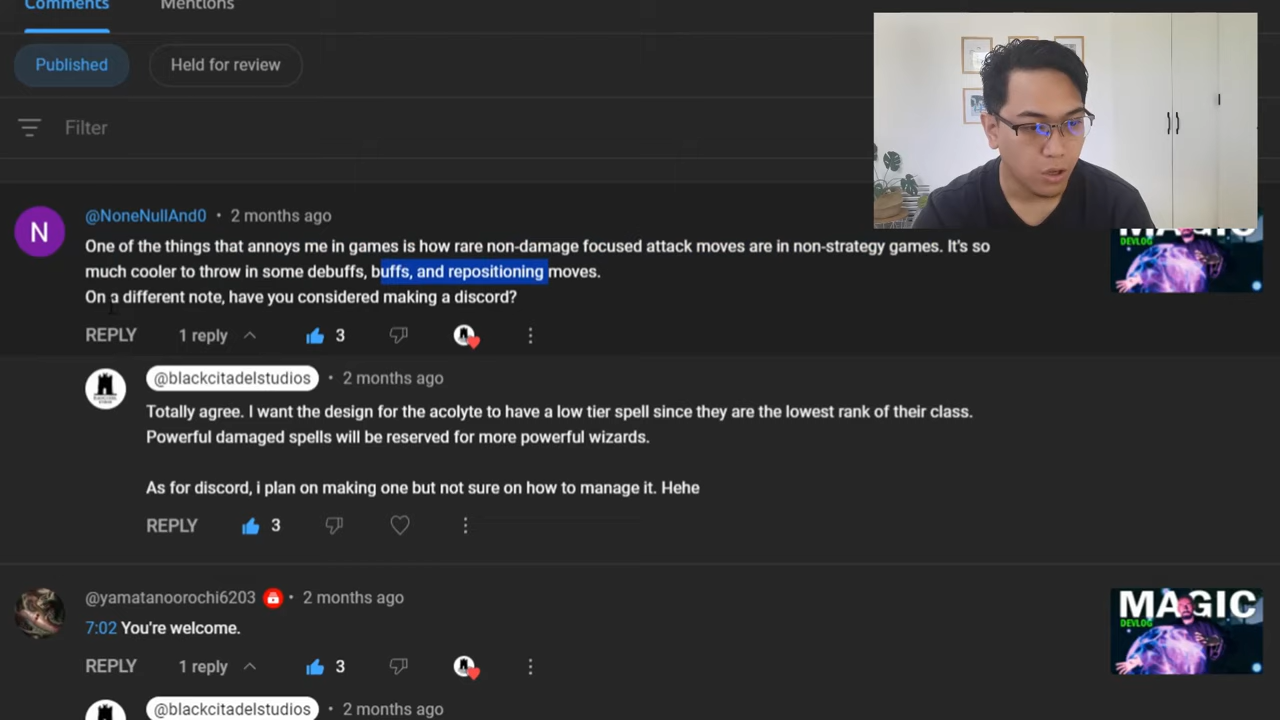 Comments Mentions
Published Held for review
Filter
N @NoneNullAnd0 • 2 months ago
One of the things that annoys me in games is how rare non-damage focused attack moves are in non-strategy games. It's so
much cooler to throw in some debuffs, buffs, and repositioning moves.
On a different note, have you considered making a discord?
REPLY 1 reply 3
DEVLOG
@blackcitadelstudios • 2 months ago
Totally agree. I want the design for the acolyte to have a low tier spell since they are the lowest rank of their class.
Powerful damaged spells will be reserved for more powerful wizards.
As for discord, i plan on making one but not sure on how to manage it. Hehe
REPLY 3
@yamatanoorochi6203 • 2 months ago
7:02 You're welcome.
REPLY 1 reply 3
MAGIC
DEVLOG
@blackcitadelstudios • 2 months ago